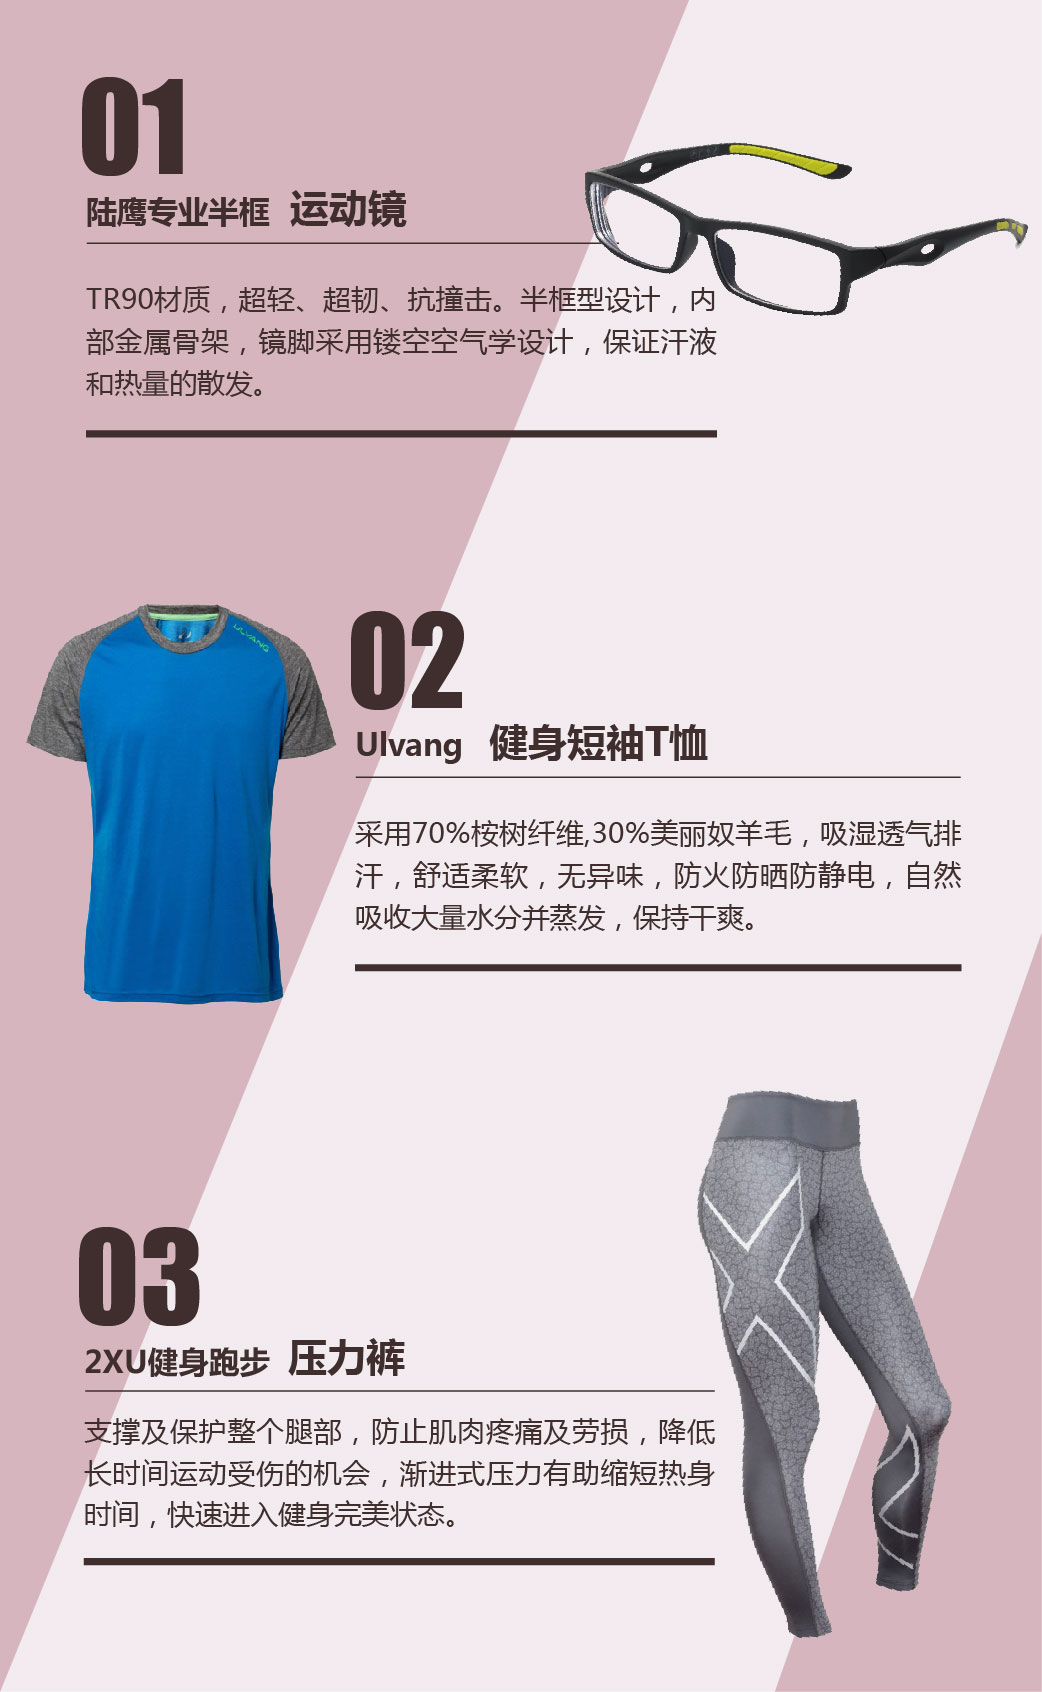 01
陆鹰专业半框 运动镜
TR90材质，超轻、超韧、抗撞击。半框型设计，内
部金属骨架，镜脚采用镂空空气学设计，保证汗液
和热量的散发。
ULVANG
02
Ulvang 健身短袖T恤
采用70%桉树纤维,30%美丽奴羊毛，吸湿透气排
汗，舒适柔软，无异味，防火防晒防静电，自然
吸收大量水分并蒸发，保持干爽。
03
2XU健身跑步 压力裤
支撑及保护整个腿部，防止肌肉疼痛及劳损，降低
长时间运动受伤的机会，渐进式压力有助缩短热身
时间，快速进入健身完美状态。